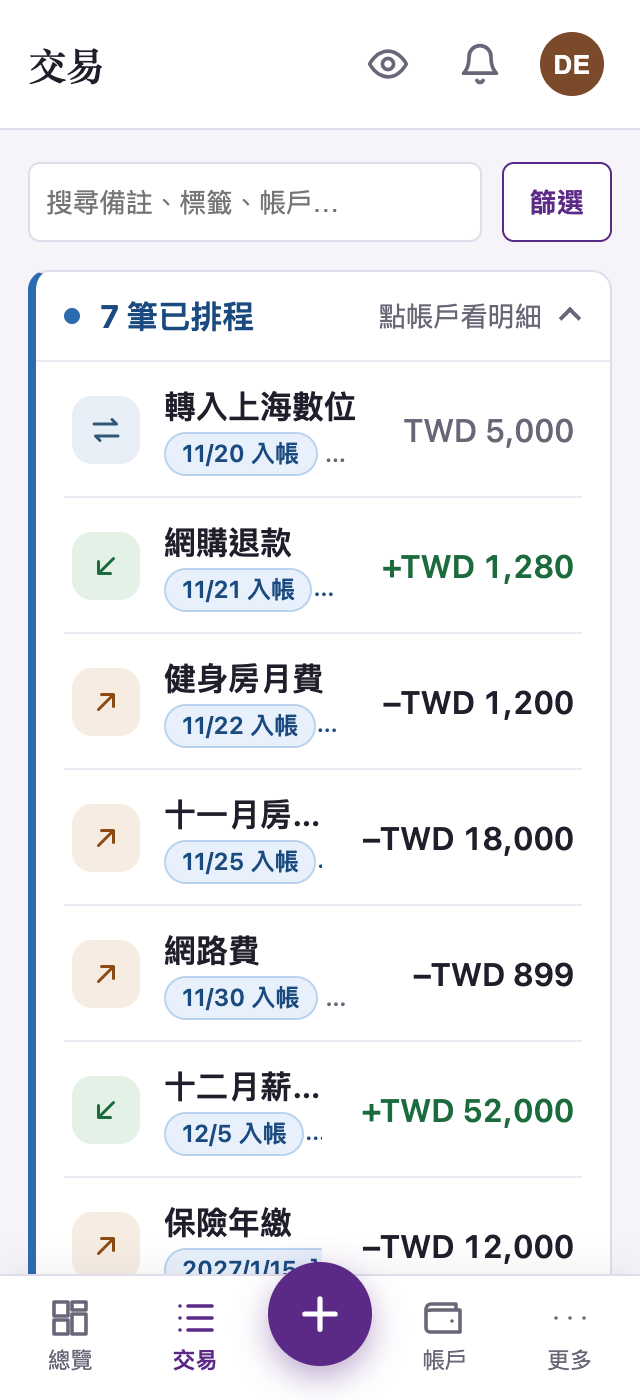 交易
DE
搜尋備註、標籤、帳戶...
篩選
7 筆已排程
點帳戶看明細
轉入上海數位
TWD 5,000
11/20 入帳 ...
網購退款
+TWD 1,280
11/21 入帳 ...
健身房月費
–TWD 1,200
11/22 入帳 ...
十一月房...
–TWD 18,000
11/25 入帳 .
網路費
–TWD 899
11/30 入帳 ...
十二月薪...
+TWD 52,000
12/5 入帳 ...
保險年繳
–TWD 12,000
2027/1/15
總覽
交易
帳戶
更多